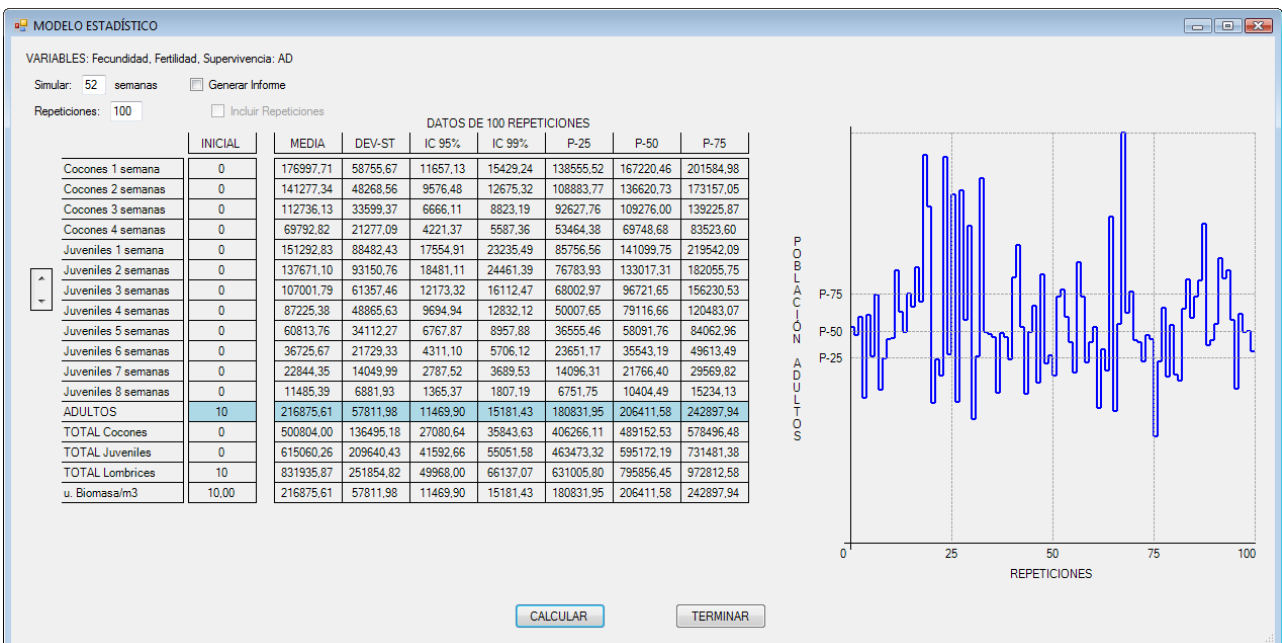 MODELO ESTADÍSTICO
VARIABLES: Fecundidad, Fertilidad, Supervivencia: AD
Simular: 52 semanas Generar Informe
Repeticiones: 100 Incluir Repeticiones
DATOS DE 100 REPETICIONES
INICIAL MEDIA DEV-ST IC 95% IC 99% P-25 P-50 P-75
Cocones 1 semana 0 176997,71 58755,67 11657,13 15429,24 138555,52 167220,46 201584,98
Cocones 2 semanas 0 141277,34 48268,56 9576,48 12675,32 108883,77 136620,73 173157,05
Cocones 3 semanas 0 112736,13 33599,37 6666,11 8823,19 92627,76 109276,00 139225,87
Cocones 4 semanas 0 69792,82 21277,09 4221,37 5587,36 53464,38 69748,68 83523,60
Juveniles 1 semana 0 151292,83 88482,43 17554,91 23235,49 85756,56 141099,75 219542,09
Juveniles 2 semanas 0 137671,10 93150,76 18481,11 24461,39 76783,93 133017,31 182055,75
Juveniles 3 semanas 0 107001,79 61357,46 12173,32 16112,47 68002,97 96721,65 156230,53
Juveniles 4 semanas 0 87225,38 48865,63 9694,94 12832,12 50007,65 79116,66 120483,07
Juveniles 5 semanas 0 60813,76 34112,27 6767,87 8957,88 36555,46 58091,76 84062,96
Juveniles 6 semanas 0 36725,67 21729,33 4311,10 5706,12 23651,17 35543,19 49613,49
Juveniles 7 semanas 0 22844,35 14049,99 2787,52 3689,53 14096,31 21766,40 29569,82
Juveniles 8 semanas 0 11485,39 6881,93 1365,37 1807,19 6751,75 10404,49 15234,13
ADULTOS 10 216875,61 57811,98 11469,90 15181,43 180831,95 206411,58 242897,94
TOTAL Cocones 0 500804,00 136495,18 27080,64 35843,63 406266,11 489152,53 578496,48
TOTAL Juveniles 0 615060,26 209640,43 41592,66 55051,58 463473,32 595172,19 731481,38
TOTAL Lombrices 10 831935,87 251854,82 49968,00 66137,07 631005,80 795856,45 972812,58
u. Biomasa/m3 10,00 216875,61 57811,98 11469,90 15181,43 180831,95 206411,58 242897,94
POBLACIÓN ADULTOS
P-75
P-50
P-25
0 25 50 75 100
REPETICIONES
CALCULAR TERMINAR